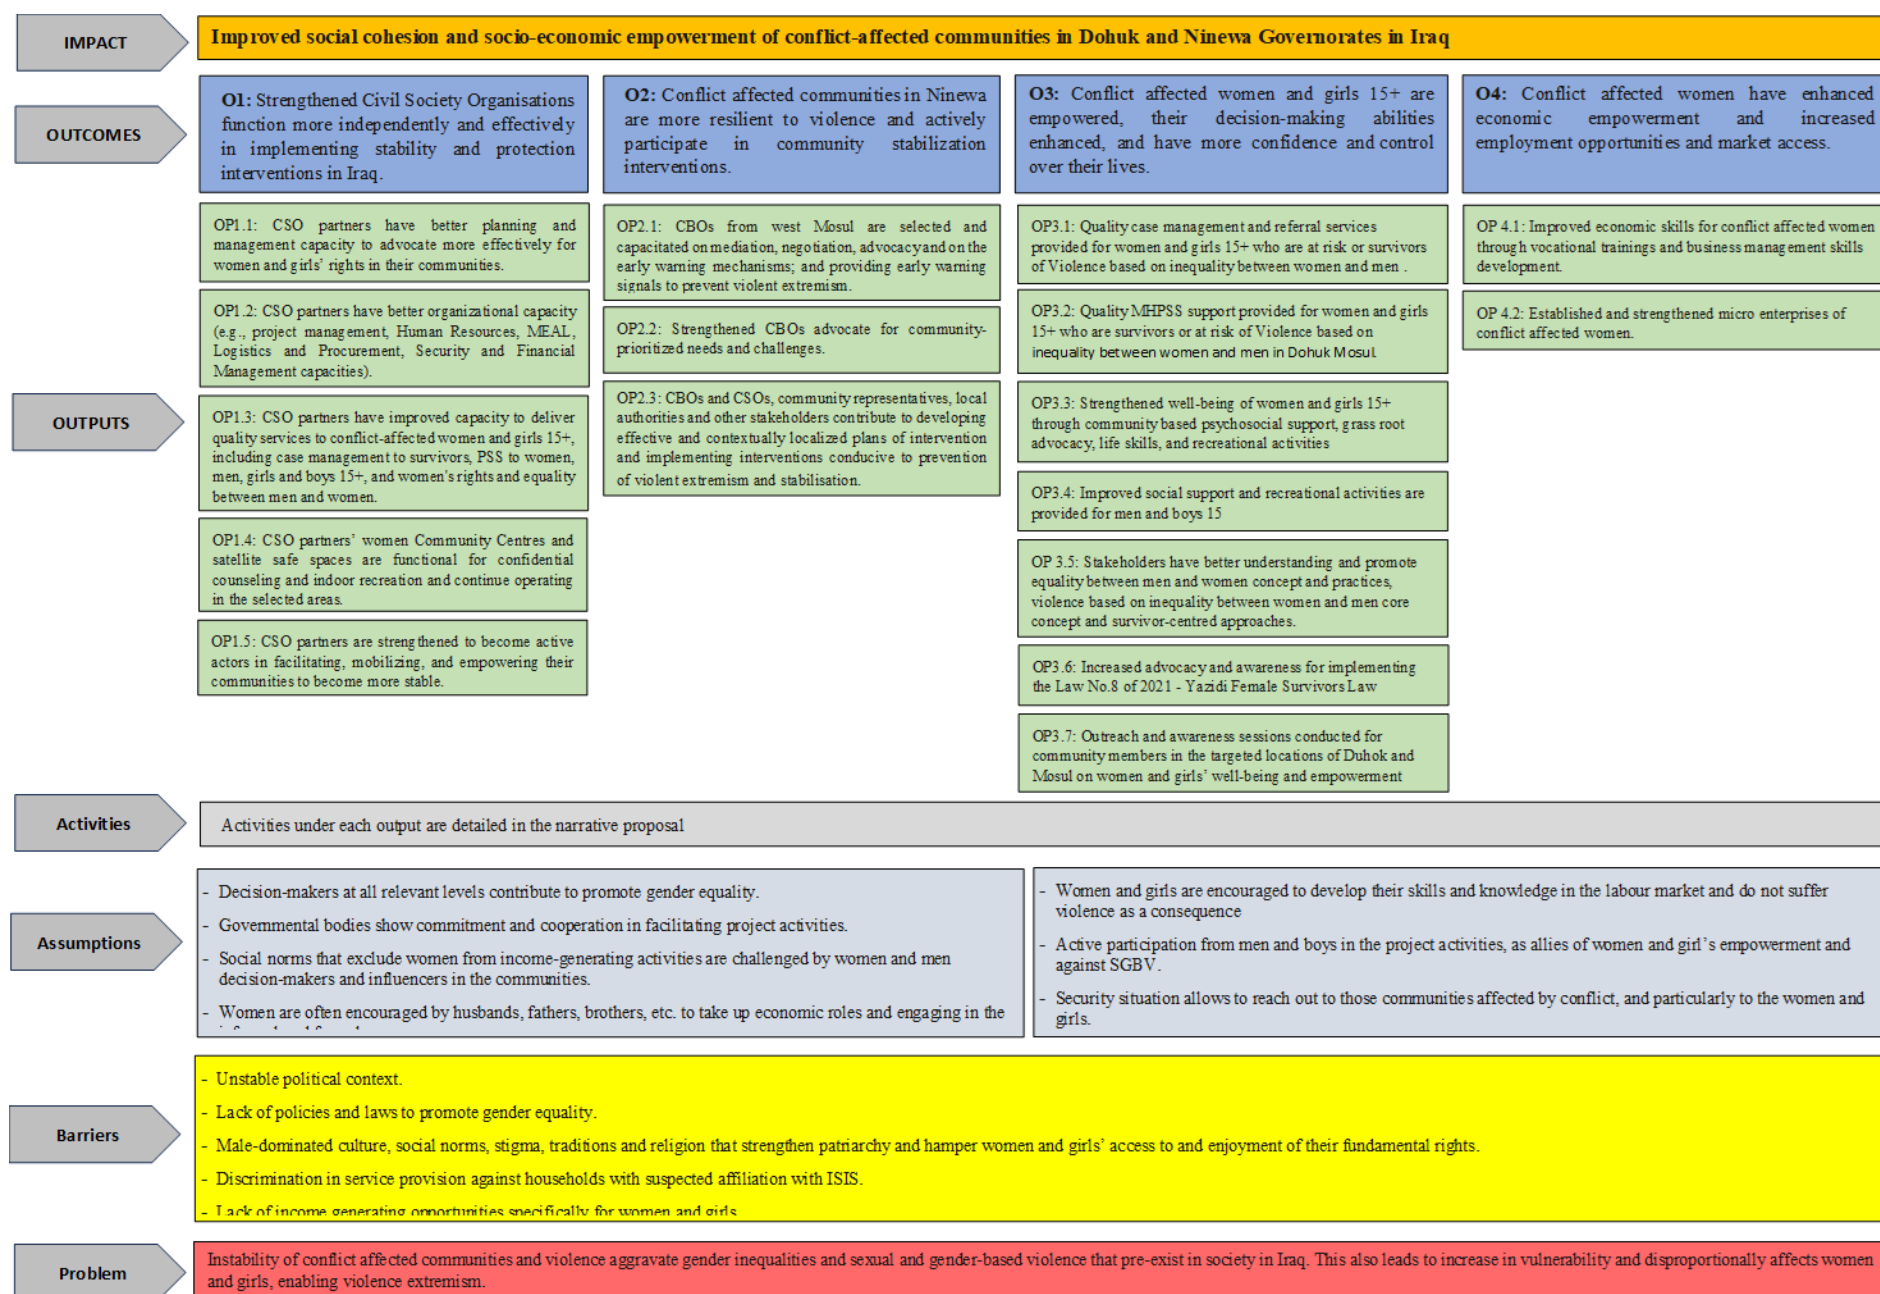 IMPACT
Improved social cohesion and socio-economic empowerment of conflict-affected communities in Dohuk and Ninewa Governorates in Iraq
OUTCOMES
O1: Strengthened Civil Society Organisations
function more independently and effectively
in implementing stability and protection
interventions in Iraq.
O2: Conflict affected communities in Ninewa
are more resilient to violence and actively
participate in community stabilization
interventions.
O3: Conflict affected women and girls 15+ are
empowered, their decision-making abilities
enhanced, and have more confidence and control
over their lives.
O4: Conflict affected women have enhanced
economic empowerment and increased
employment opportunities and market access.
OUTPUTS
OP1.1: CSO partners have better planning and
management capacity to advocate more effectively for
women and girls' rights in their communities.
OP1.2: CSO partners have better organizational capacity
(e.g., project management, Human Resources, MEAL,
Logistics and Procurement, Security and Financial
Management capacities).
OP1.3: CSO partners have improved capacity to deliver
quality services to conflict-affected women and girls 15+,
including case management to survivors, PSS to women,
men, girls and boys 15+, and women's rights and equality
between men and women.
OP1.4: CSO partners' women Community Centres and
satellite safe spaces are functional for confidential
counseling and indoor recreation and continue operating
in the selected areas.
OP1.5: CSO partners are strengthened to become active
actors in facilitating, mobilizing, and empowering their
communities to become more stable.
OP2.1: CBOs from west Mosul are selected and
capacitated on mediation, negotiation, advocacy and on the
early warning mechanisms; and providing early warning
signals to prevent violent extremism.
OP2.2: Strengthened CBOs advocate for community-
prioritized needs and challenges.
OP2.3: CBOs and CSOs, community representatives, local
authorities and other stakeholders contribute to developing
effective and contextually localized plans of intervention
and implementing interventions conducive to prevention
of violent extremism and stabilisation.
OP3.1: Quality case management and referral services
provided for women and girls 15+ who are at risk or survivors
of Violence based on inequality between women and men .
OP3.2: Quality MHPSS support provided for women and girls
15+ who are survivors or at risk of Violence based on
inequality between women and men in Dohuk Mosul.
OP3.3: Strengthened well-being of women and girls 15+
through community based psychosocial support, grass root
advocacy, life skills, and recreational activities
OP3.4: Improved social support and recreational activities are
provided for men and boys 15
OP 3.5: Stakeholders have better understanding and promote
equality between men and women concept and practices,
violence based on inequality between women and men core
concept and survivor-centred approaches.
OP3.6: Increased advocacy and awareness for implementing
the Law No.8 of 2021 - Yazidi Female Survivors Law
OP3.7: Outreach and awareness sessions conducted for
community members in the targeted locations of Duhok and
Mosul on women and girls' well-being and empowerment
OP 4.1: Improved economic skills for conflict affected women
through vocational trainings and business management skills
development.
OP 4.2: Established and strengthened micro enterprises of
conflict affected women.
Activities
Activities under each output are detailed in the narrative proposal
Assumptions
- Decision-makers at all relevant levels contribute to promote gender equality.
- Governmental bodies show commitment and cooperation in facilitating project activities.
- Social norms that exclude women from income-generating activities are challenged by women and men
decision-makers and influencers in the communities.
- Women are often encouraged by husbands, fathers, brothers, etc. to take up economic roles and engaging in the
- Women and girls are encouraged to develop their skills and knowledge in the labour market and do not suffer
violence as a consequence
- Active participation from men and boys in the project activities, as allies of women and girl's empowerment and
against SGBV.
- Security situation allows to reach out to those communities affected by conflict, and particularly to the women and
girls.
Barriers
- Unstable political context.
- Lack of policies and laws to promote gender equality.
- Male-dominated culture, social norms, stigma, traditions and religion that strengthen patriarchy and hamper women and girls' access to and enjoyment of their fundamental rights.
- Discrimination in service provision against households with suspected affiliation with ISIS.
- Lack of income generating opportunities specifically for women and girls
Problem
Instability of conflict affected communities and violence aggravate gender inequalities and sexual and gender-based violence that pre-exist in society in Iraq. This also leads to increase in vulnerability and disproportionally affects women
and girls, enabling violence extremism.